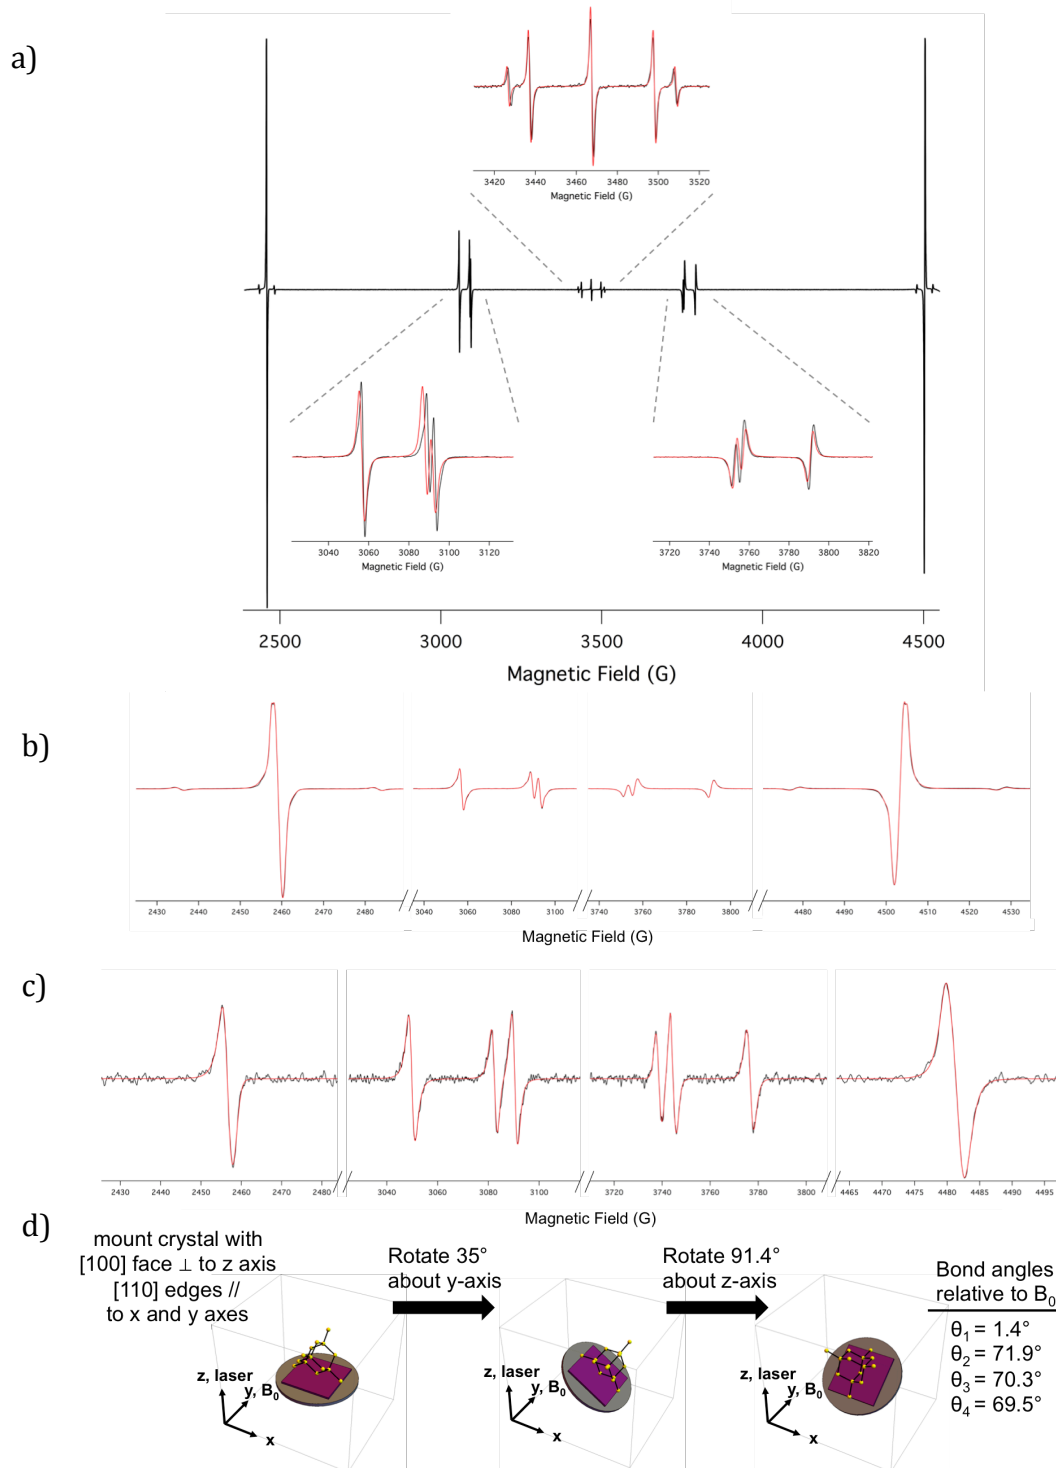 a)
3420 3440 3460 3480 3500 3520
Magnetic Field (G)
3040 3060 3080 3100 3120
Magnetic Field (G)
3720 3740 3760 3780 3800 3820
Magnetic Field (G)
2500 3000 3500 4000 4500
Magnetic Field (G)
b)
2430 2440 2450 2460 2470 2480 3040 3060 3080 3100 3740 3760 3780 3800 4480 4490 4500 4510 4520 4530
Magnetic Field (G)
c)
2430 2440 2450 2460 2470 2480 3040 3060 3080 3100 3720 3740 3760 3780 3800 4465 4470 4475 4480 4485 4490 4495
Magnetic Field (G)
d)
mount crystal with
[100] face ⊥ to z axis
[110] edges //
to x and y axes
Rotate 35°
about y-axis
Rotate 91.4°
about z-axis
Bond angles
relative to B₀
θ₁ = 1.4°
θ₂ = 71.9°
θ₃ = 70.3°
θ₄ = 69.5°
z, laser
y, B₀
x
z, laser
y, B₀
x
z, laser
y, B₀
x